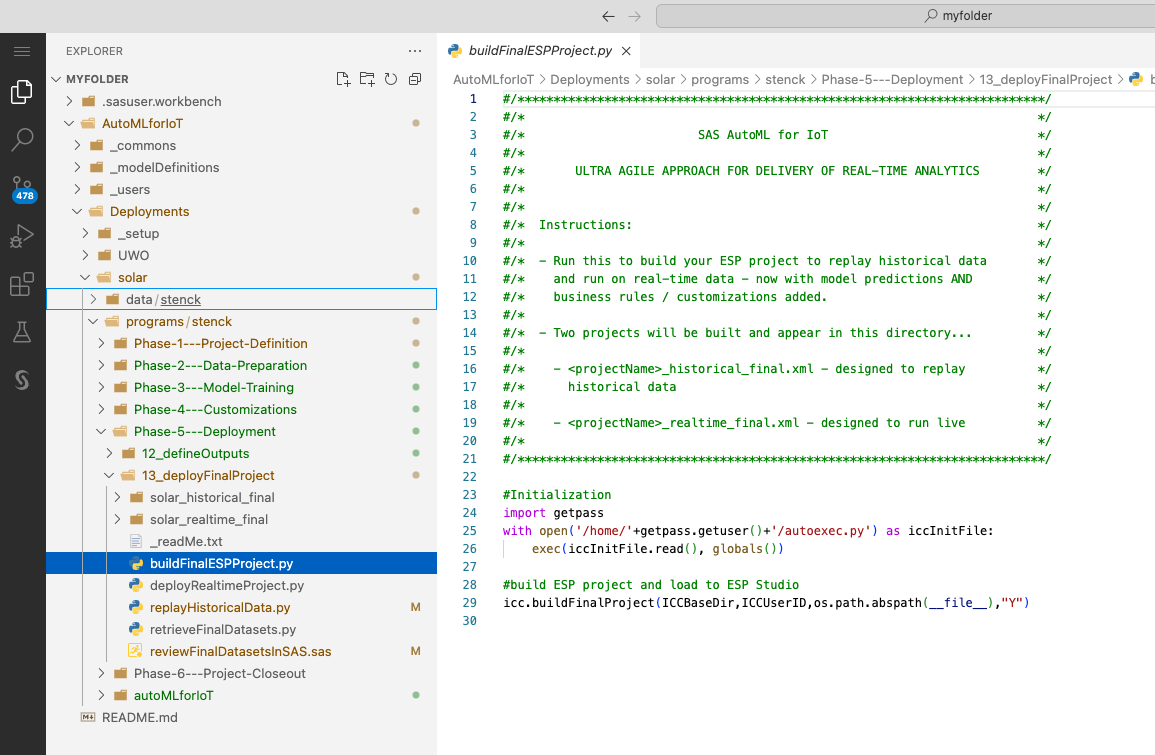 myfolder
EXPLORER
MYFOLDER
.sasuser.workbench
AutoMLforIoT
_commons
_modelDefinitions
_users
478
Deployments
_setup
UWO
solar
data/stenck
programs/stenck
Phase-1---Project-Definition
Phase-2---Data-Preparation
Phase-3---Model-Training
Phase-4---Customizations
Phase-5---Deployment
12_defineOutputs
13_deployFinalProject
solar_historical_final
solar_realtime_final
_readMe.txt
buildFinalESPProject.py
deployRealtimeProject.py
replayHistoricalData.py M
retrieveFinalDatasets.py
reviewFinalDatasetsInSAS.sas M
Phase-6---Project-Closeout
autoMLforIoT
README.md
buildFinalESPProject.py
AutoMLforIoT > Deployments > solar > programs > stenck > Phase-5---Deployment > 13_deployFinalProject > b
1 #/*************************************************************************/
2 #/* */
3 #/* SAS AutoML for IoT */
4 #/* */
5 #/* ULTRA AGILE APPROACH FOR DELIVERY OF REAL-TIME ANALYTICS */
6 #/* */
7 #/* */
8 #/* Instructions: */
9 #/* */
10 #/* - Run this to build your ESP project to replay historical data */
11 #/* and run on real-time data - now with model predictions AND */
12 #/* business rules / customizations added. */
13 #/* */
14 #/* - Two projects will be built and appear in this directory... */
15 #/* */
16 #/* - <projectName>_historical_final.xml - designed to replay */
17 #/* historical data */
18 #/* */
19 #/* - <projectName>_realtime_final.xml - designed to run live */
20 #/* */
21 #/*************************************************************************/
22
23 #Initialization
24 import getpass
25 with open('/home/'+getpass.getuser()+'/autoexec.py') as iccInitFile:
26 exec(iccInitFile.read(), globals())
27
28 #build ESP project and load to ESP Studio
29 icc.buildFinalProject(ICCBaseDir,ICCUserID,os.path.abspath(__file__),"Y")
30